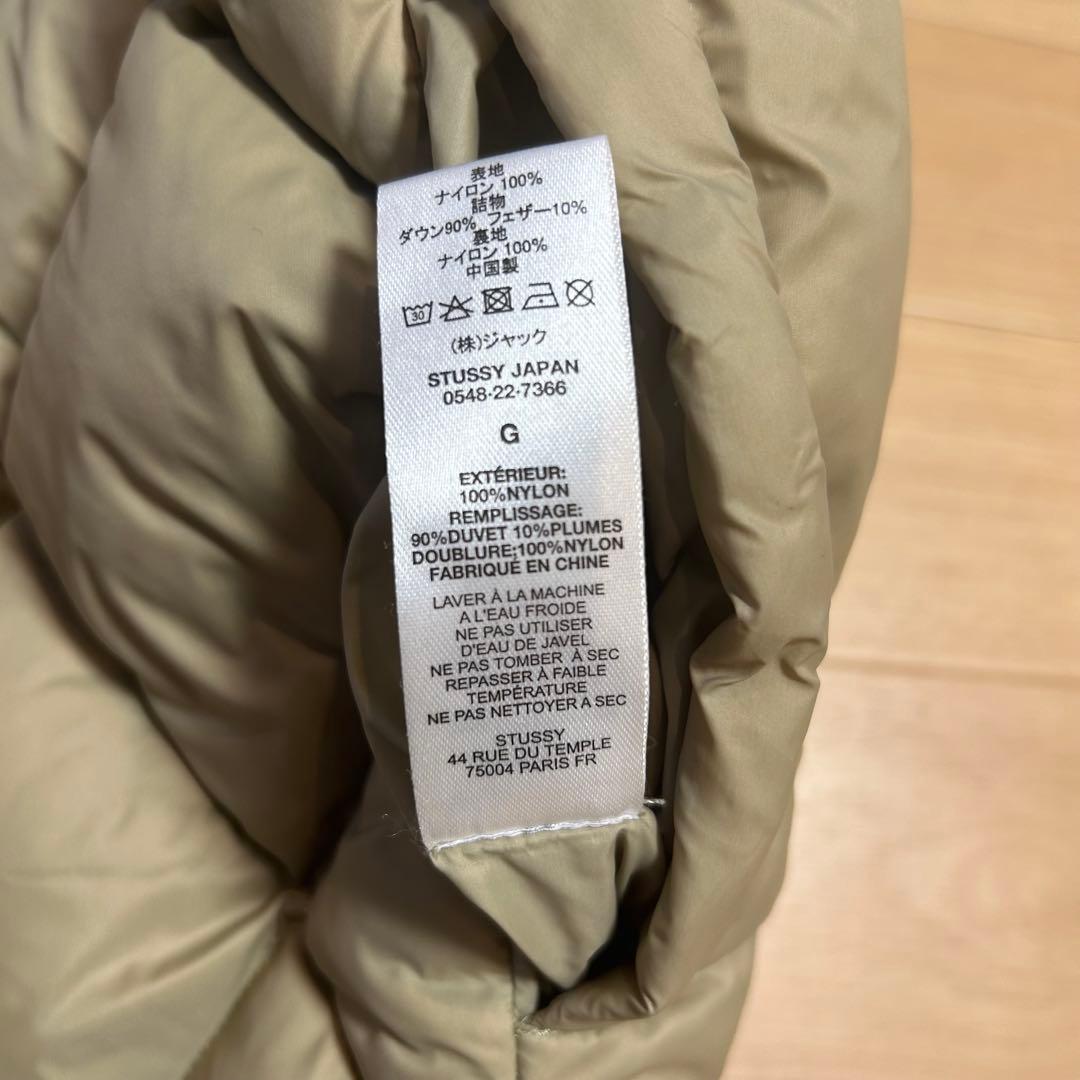 表地
ナイロン 100%
詰物
ダウン90% フェザー10%
裏地
ナイロン 100%
中国製
30
(株)ジャック
STUSSY JAPAN
0548-22-7366
G
EXTÉRIEUR:
100%NYLON
REMPLISSAGE:
90%DUVET 10%PLUMES
DOUBLURE;100%NYLON
FABRIQUÉ EN CHINE
LAVER À LA MACHINE
A L'EAU FROIDE
NE PAS UTILISER
D'EAU DE JAVEL
NE PAS TOMBER À SEC
REPASSER À FAIBLE
TEMPÉRATURE
NE PAS NETTOYER A SEC
STUSSY
44 RUE DU TEMPLE
75004 PARIS FR